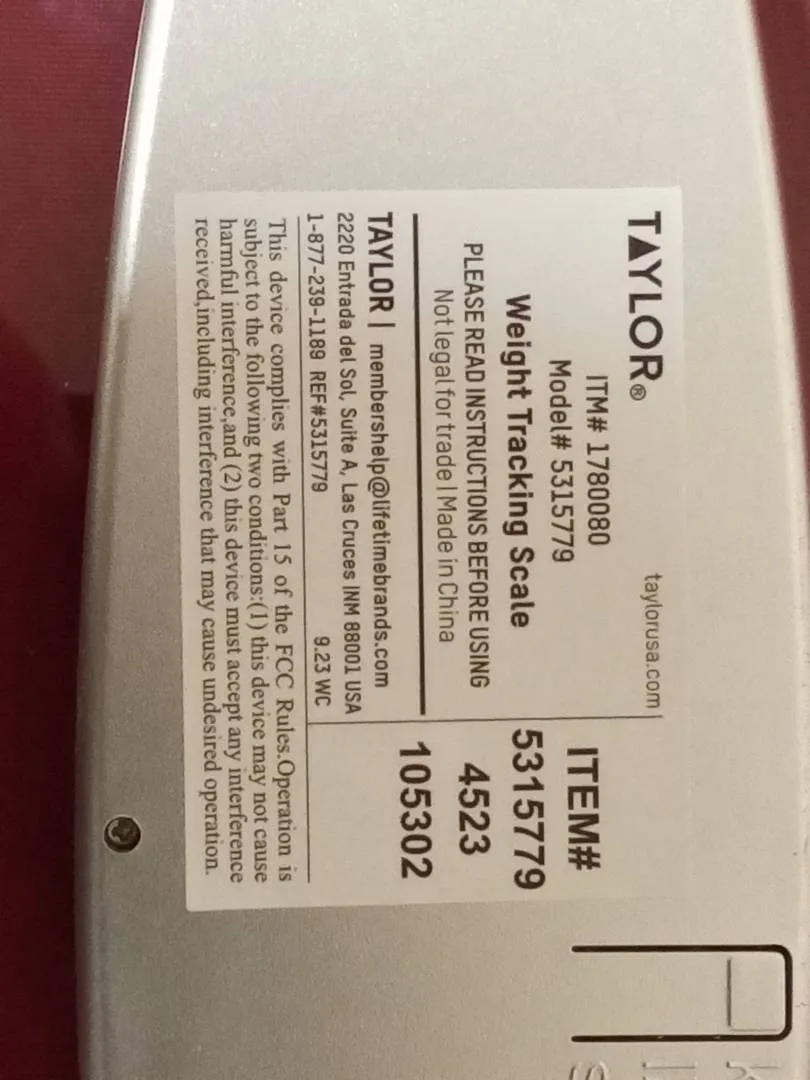 TAYLOR® taylorusa.com
ITM# 1780080
Model# 5315779
Weight Tracking Scale
PLEASE READ INSTRUCTIONS BEFORE USING
Not legal for trade | Made in China
ITEM#
5315779
4523
105302
TAYLOR | membershelp@lifetimebrands.com
2220 Entrada del Sol, Suite A, Las Cruces INM 88001 USA
1-877-239-1189 REF#5315779 9.23 WC
This device complies with Part 15 of the FCC Rules.Operation is
subject to the following two conditions:(1) this device may not cause
harmful interference,and (2) this device must accept any interference
received,including interference that may cause undesired operation.